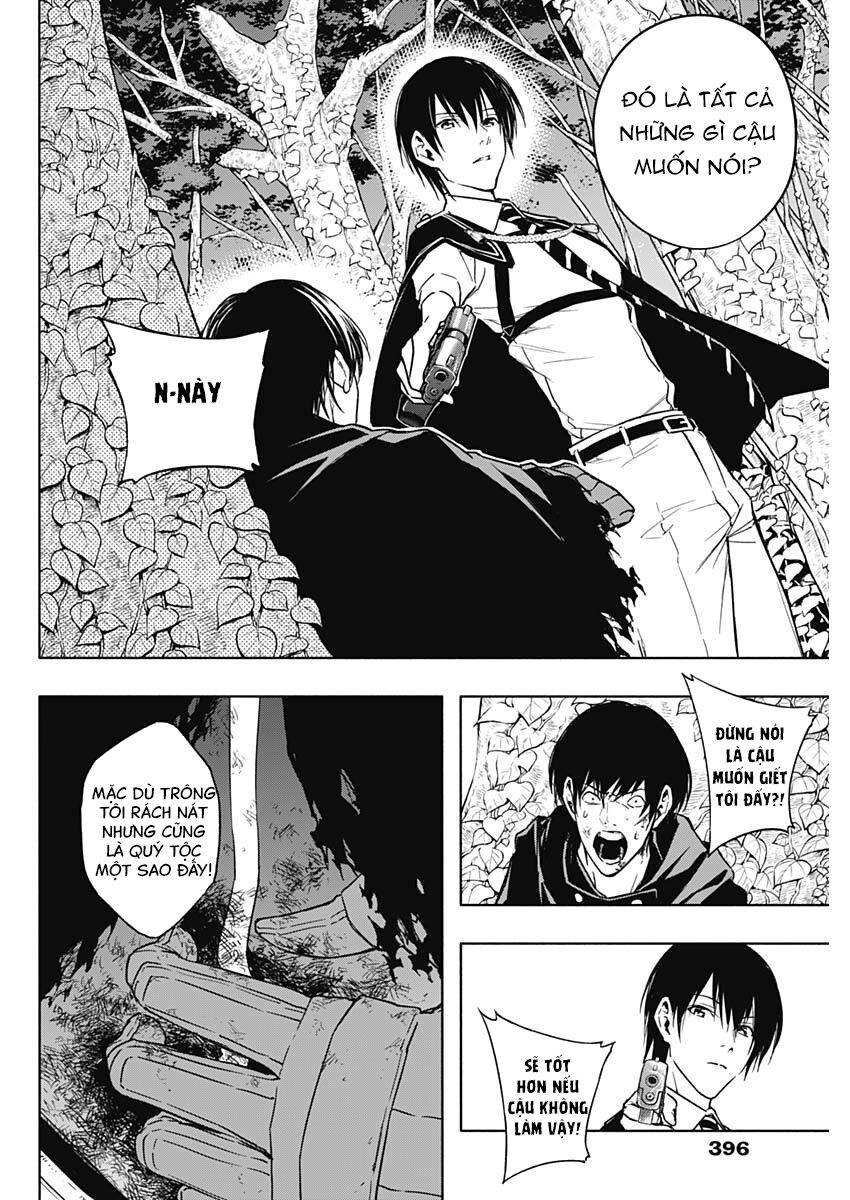 ĐÓ LÀ TẤT CẢ
NHỮNG GÌ CẬU
MUỐN NÓI?
N-NÀY
ĐỪNG NÓI
LÀ CẬU
MUỐN GIẾT
TÔI ĐẤY?!
SẼ TỐT
HƠN NẾU
CẬU KHÔNG
LÀM VẬY!
MẶC DÙ TRÔNG
TÔI RÁCH NÁT
NHƯNG CŨNG
LÀ QUÝ TỘC
MỘT SAO ĐẤY!
396